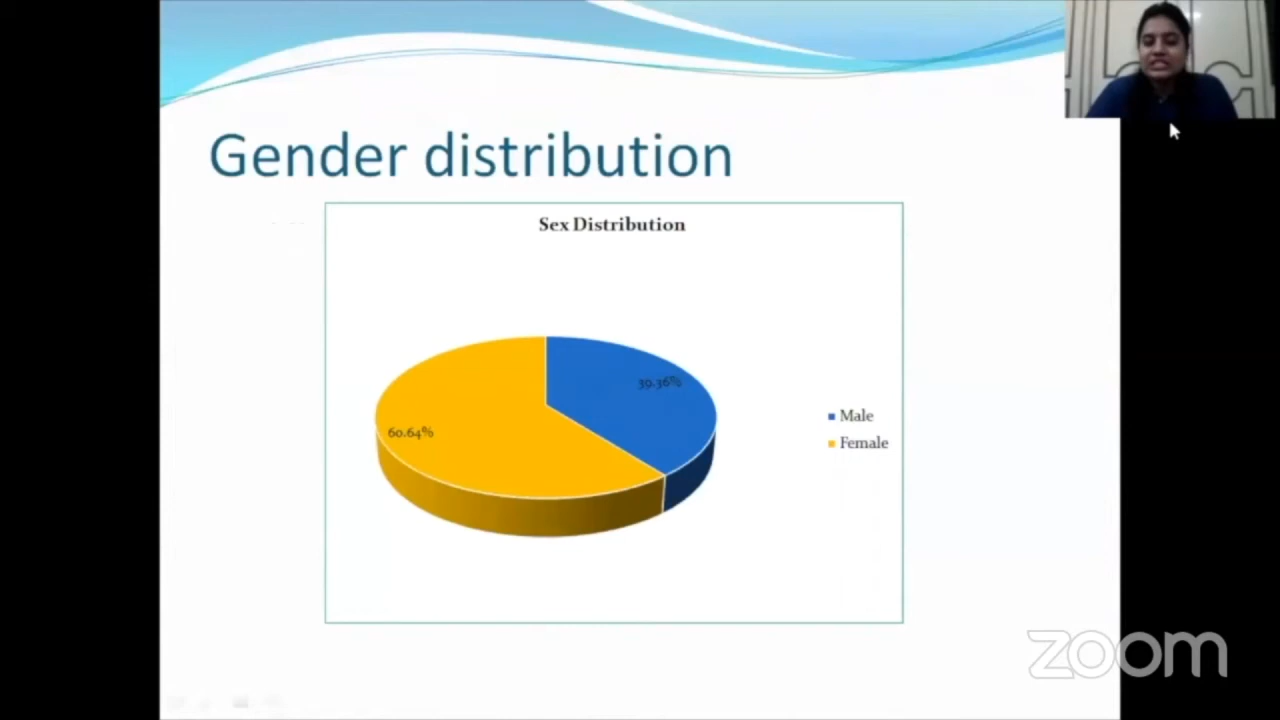 Gender distribution
Sex Distribution
39.36%
60.64%
Male
Female
zoom